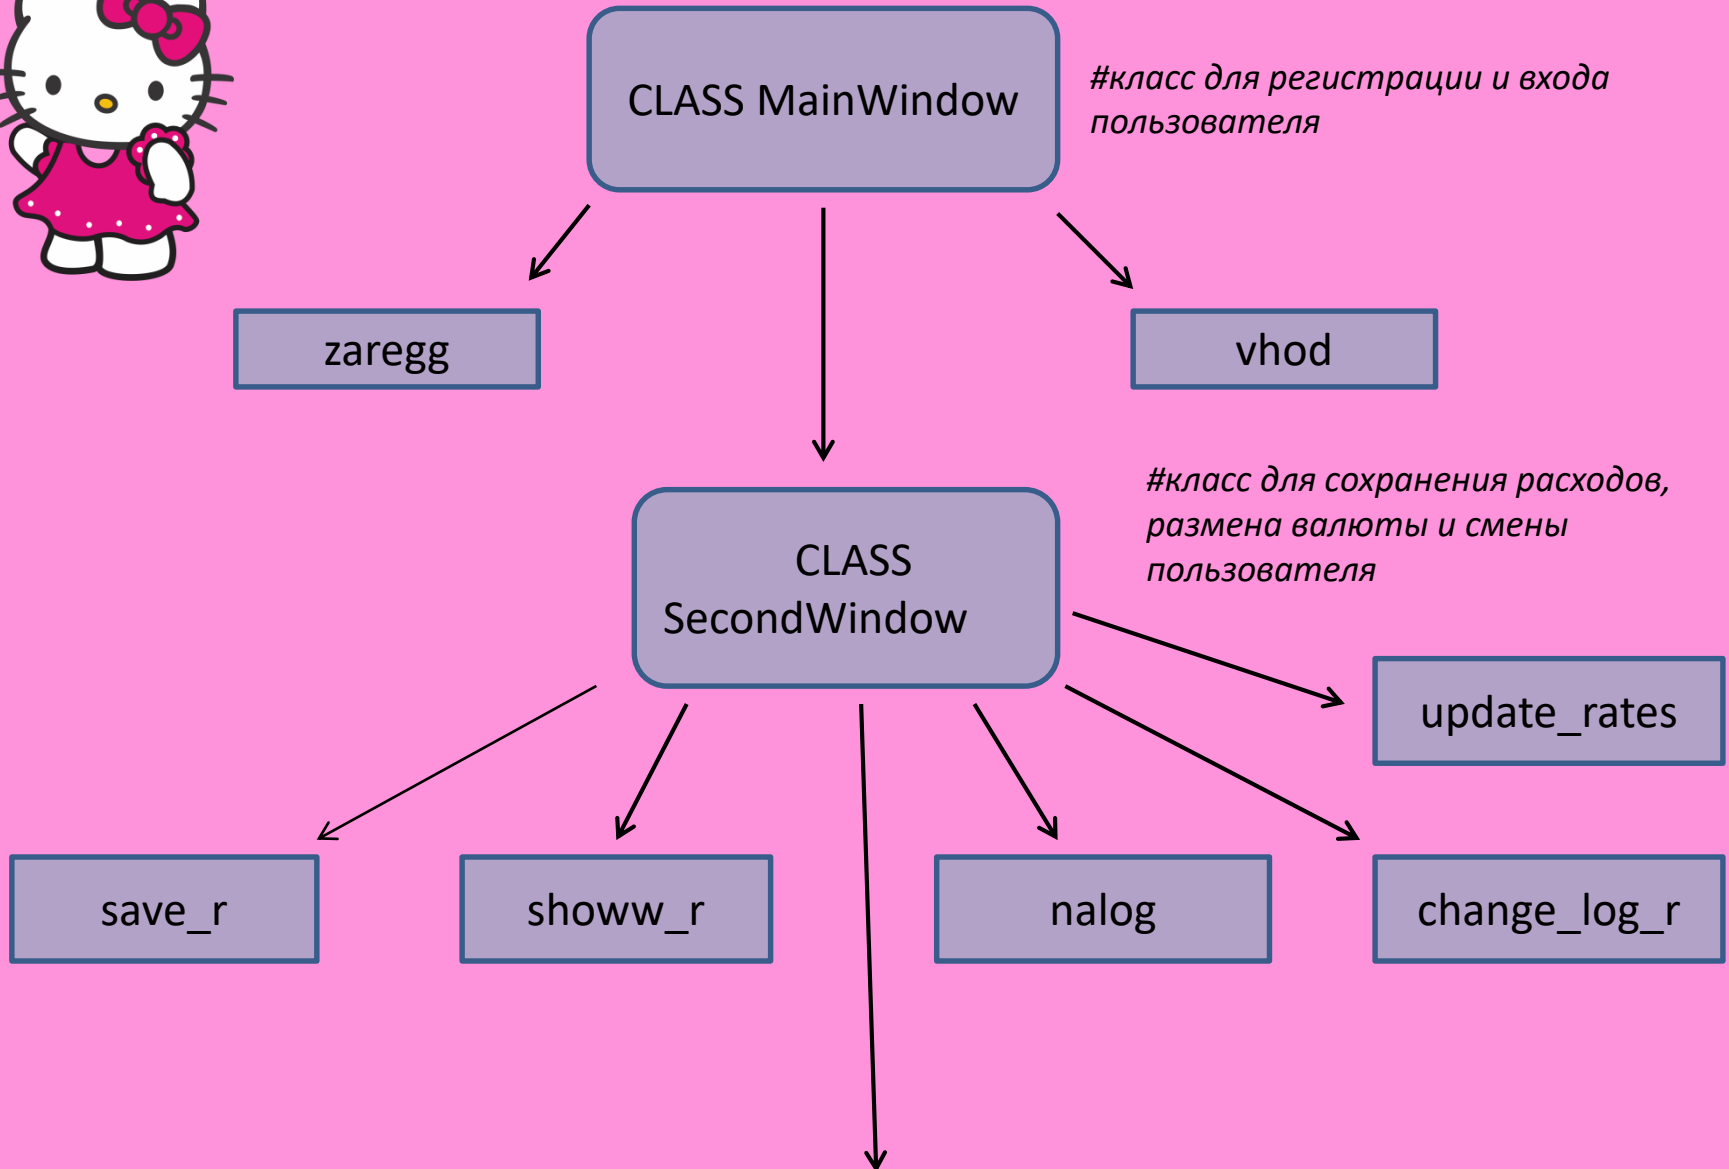 CLASS MainWindow
#класс для регистрации и входа
пользователя
zaregg
vhod
#класс для сохранения расходов,
размена валюты и смены
пользователя
CLASS
SecondWindow
update_rates
save_r
showw_r
nalog
change_log_r